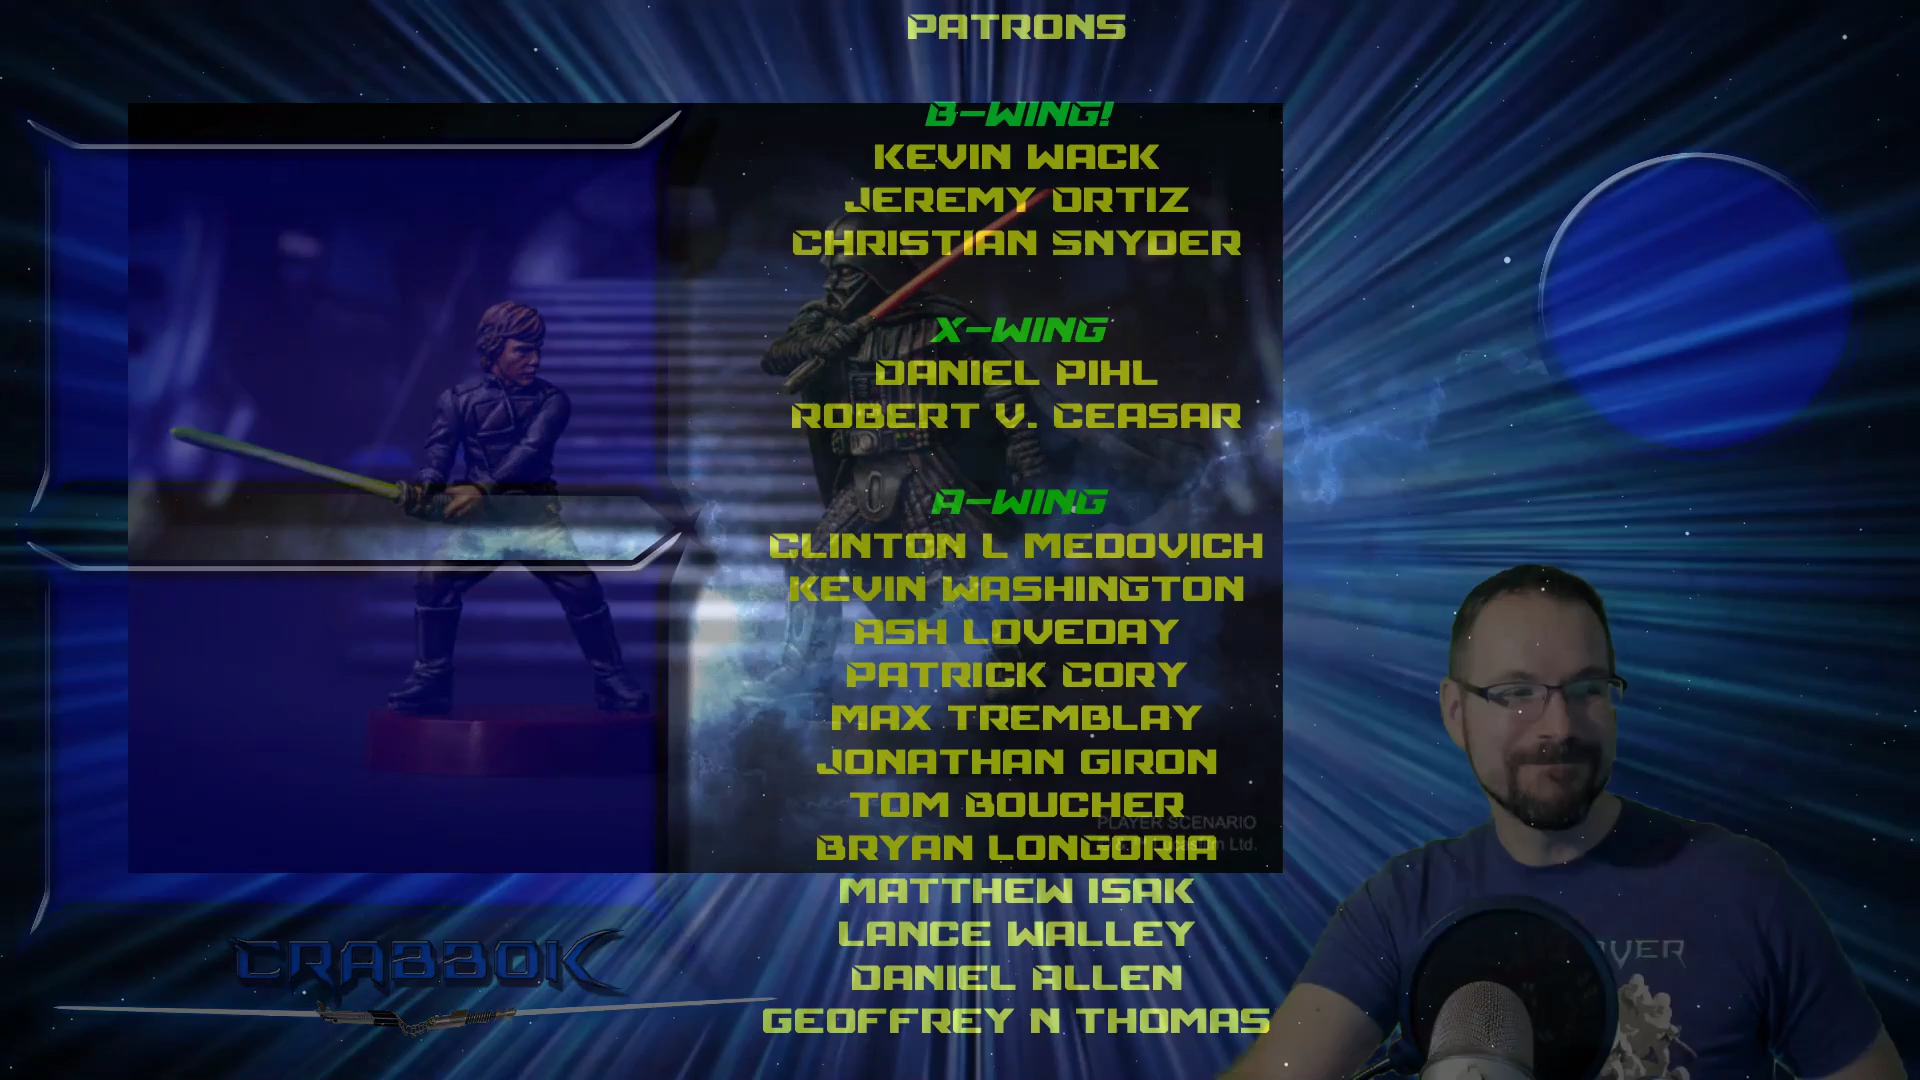 PATRONS
B-WING!
KEVIN WACK
JEREMY ORTIZ
CHRISTIAN SNYDER
X-WING
DANIEL PIHL
ROBERT V. CEASAR
A-WING
CLINTON L MEDOVICH
KEVIN WASHINGTON
ASH LOVEDAY
PATRICK CORY
MAX TREMBLAY
JONATHAN GIRON
TOM BOUCHER
PLAYER SCENARIO
BRYAN LONGORIA
Ltd.
MATTHEW ISAK
LANCE WALLEY
DANIEL ALLEN
GEOFFREY N THOMAS
CRABBOK